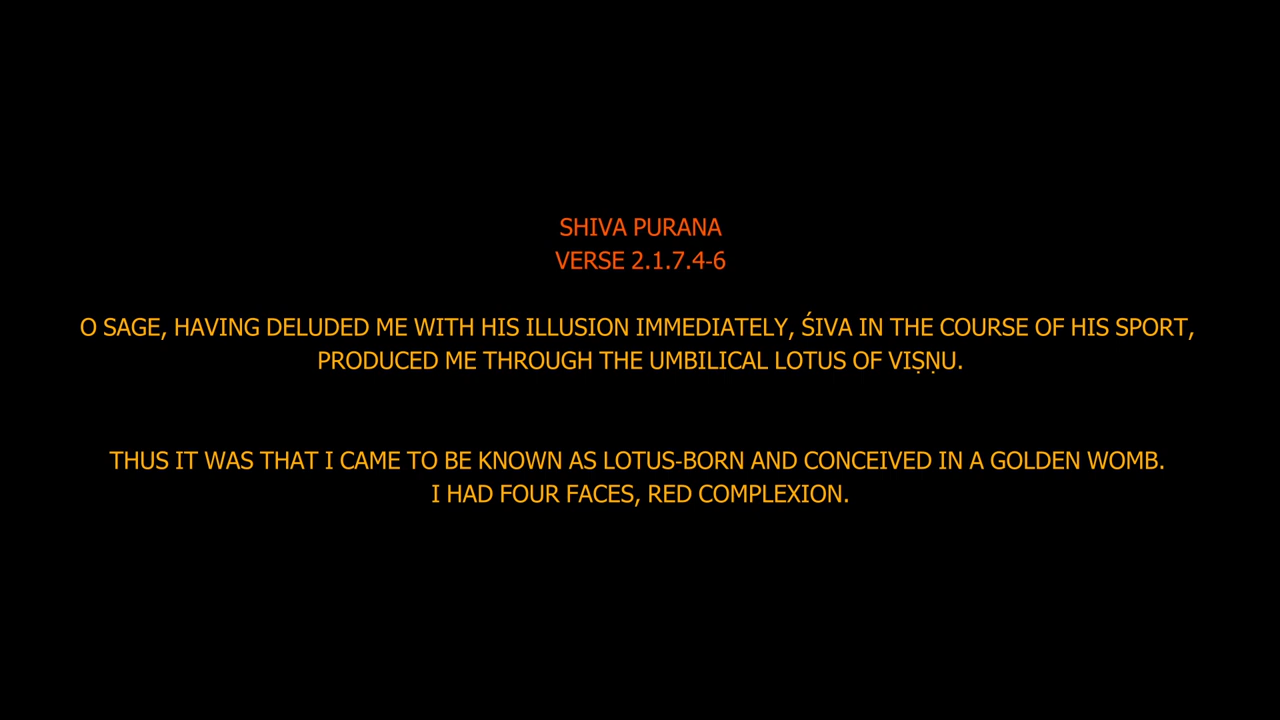 SHIVA PURANA
VERSE 2.1.7.4-6
O SAGE, HAVING DELUDED ME WITH HIS ILLUSION IMMEDIATELY, ŚIVA IN THE COURSE OF HIS SPORT,
PRODUCED ME THROUGH THE UMBILICAL LOTUS OF VIṢṆU.
THUS IT WAS THAT I CAME TO BE KNOWN AS LOTUS-BORN AND CONCEIVED IN A GOLDEN WOMB.
I HAD FOUR FACES, RED COMPLEXION.